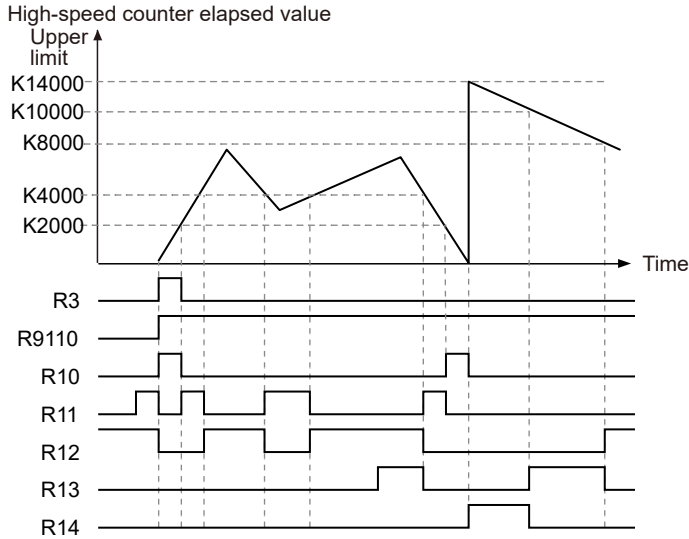 High-speed counter elapsed value
Upper
limit
K14000
K10000
K8000
K4000
K2000
Time
R3
R9110
R10
R11
R12
R13
R14